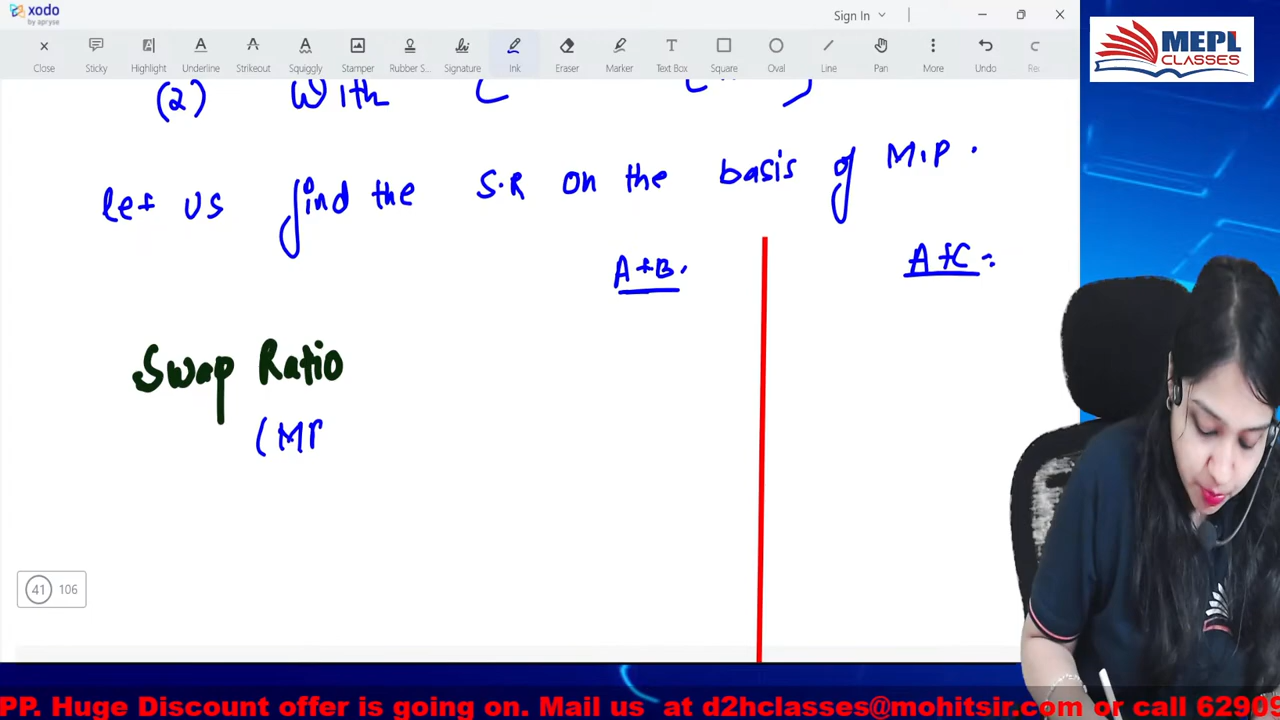 xodo
by apryse
Sign In
Close Sticky Highlight Underline Strikeout Squiggly Stamper Rubber S... Signature Eraser Marker Text Box Square Oval Line Pan More Undo
MEPL
CLASSES
(2) With
let us find the S.R on the basis of M.P.
A+B. A+C =
Swap Ratio
(MP
41 106
PP. Huge Discount offer is going on. Mail us at d2hclasses@mohitsir.com or call 62909